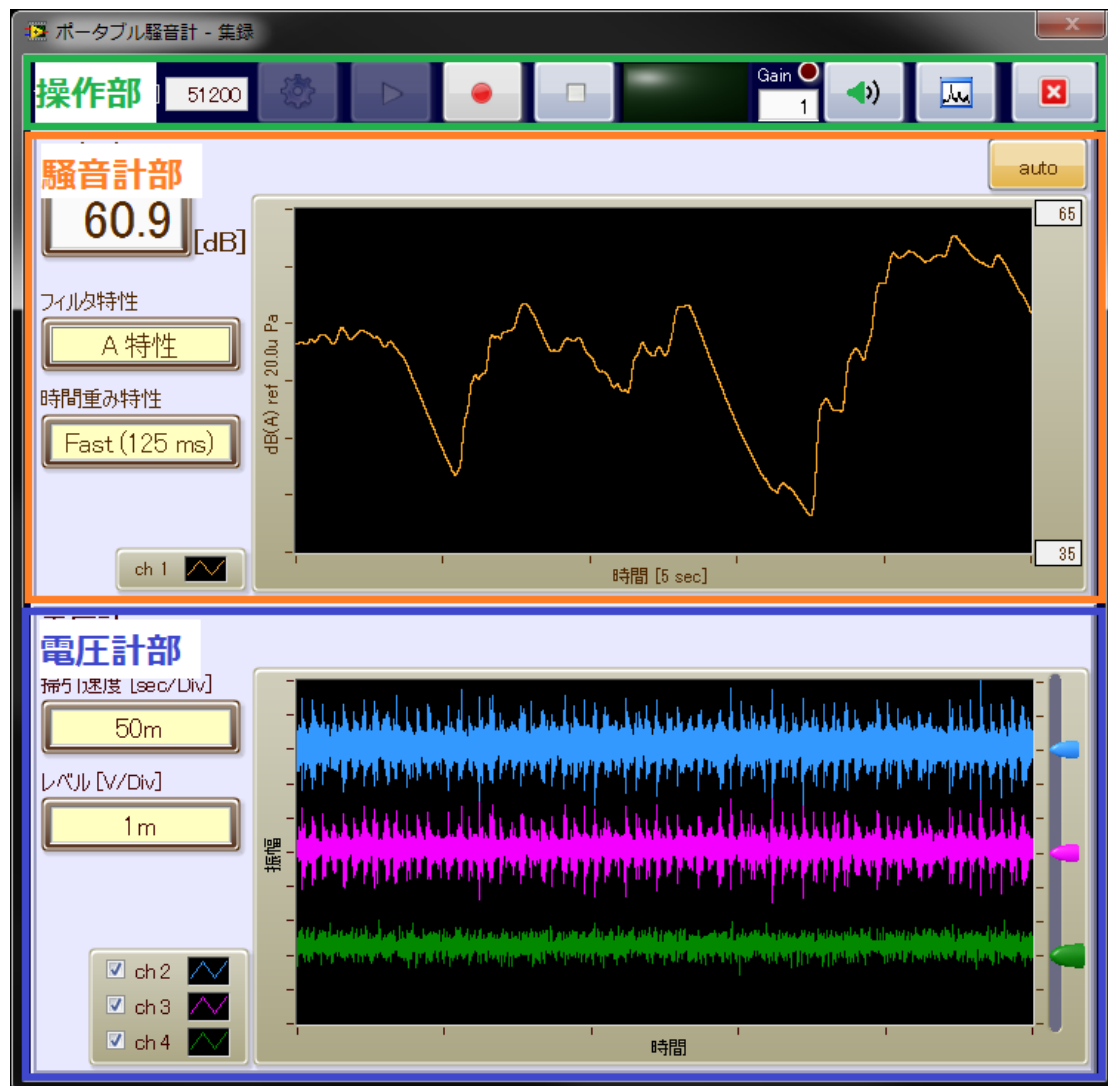 ポータブル騒音計 - 集録
操作部
51200
Gain
1
騒音計部
auto
60.9
[dB]
65
フィルタ特性
A 特性
dB(A) ref 20.0u Pa
時間重み特性
Fast (125 ms)
ch 1
35
時間 [5 sec]
電圧計部
掃引速度 [sec/Div]
50m
レベル [V/Div]
1m
振幅
ch 2
ch 3
ch 4
時間